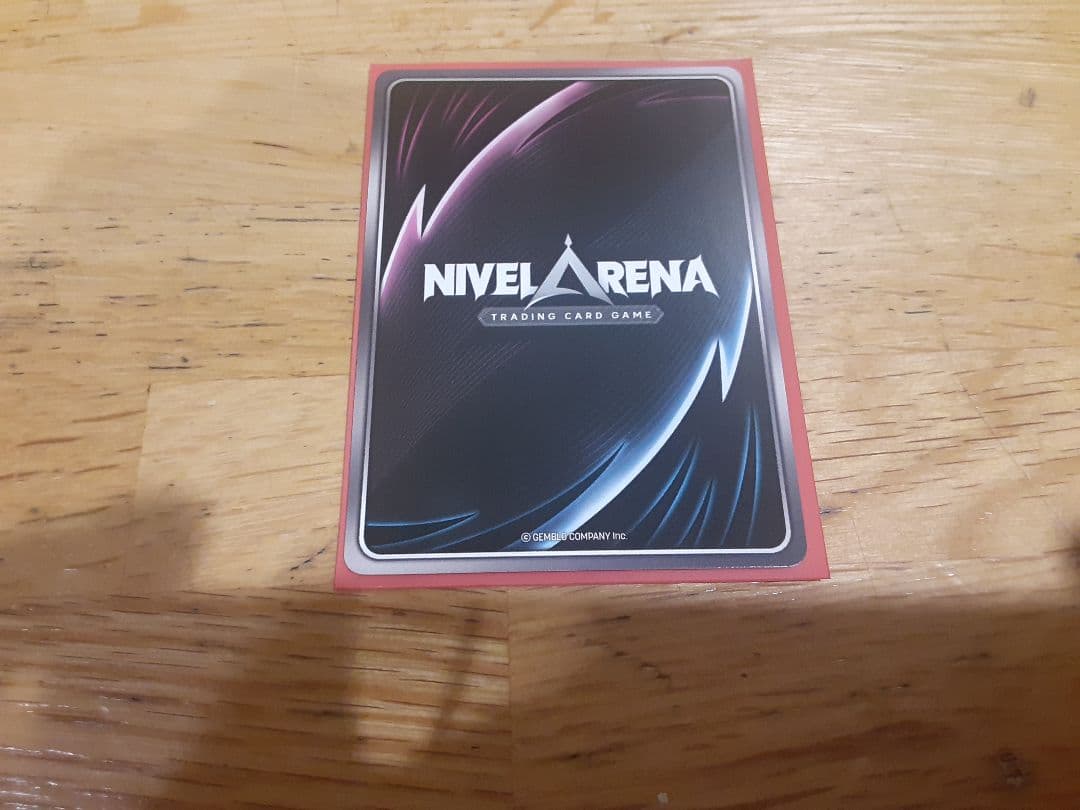 NIVEL ARENA
TRADING CARD GAME
© GEMBLO COMPANY Inc.